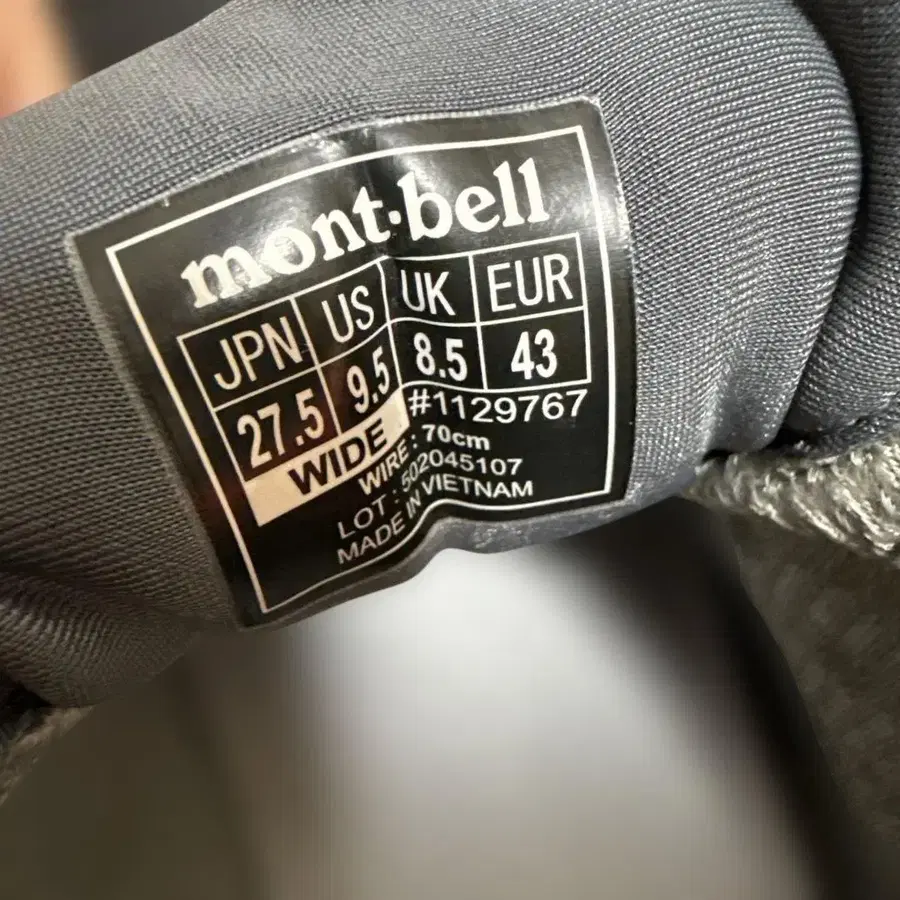 mont·bell
JPN US UK EUR
27.5 9.5 8.5 43
WIDE #1129767
WIRE : 70cm
LOT : 502045107
MADE IN VIETNAM